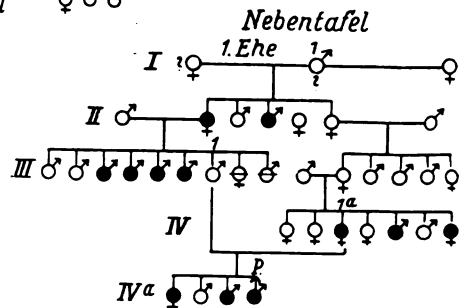 Nebentafel
I ? 1. Ehe 1 ?
II
III 1
1a
IV
P.
IVa